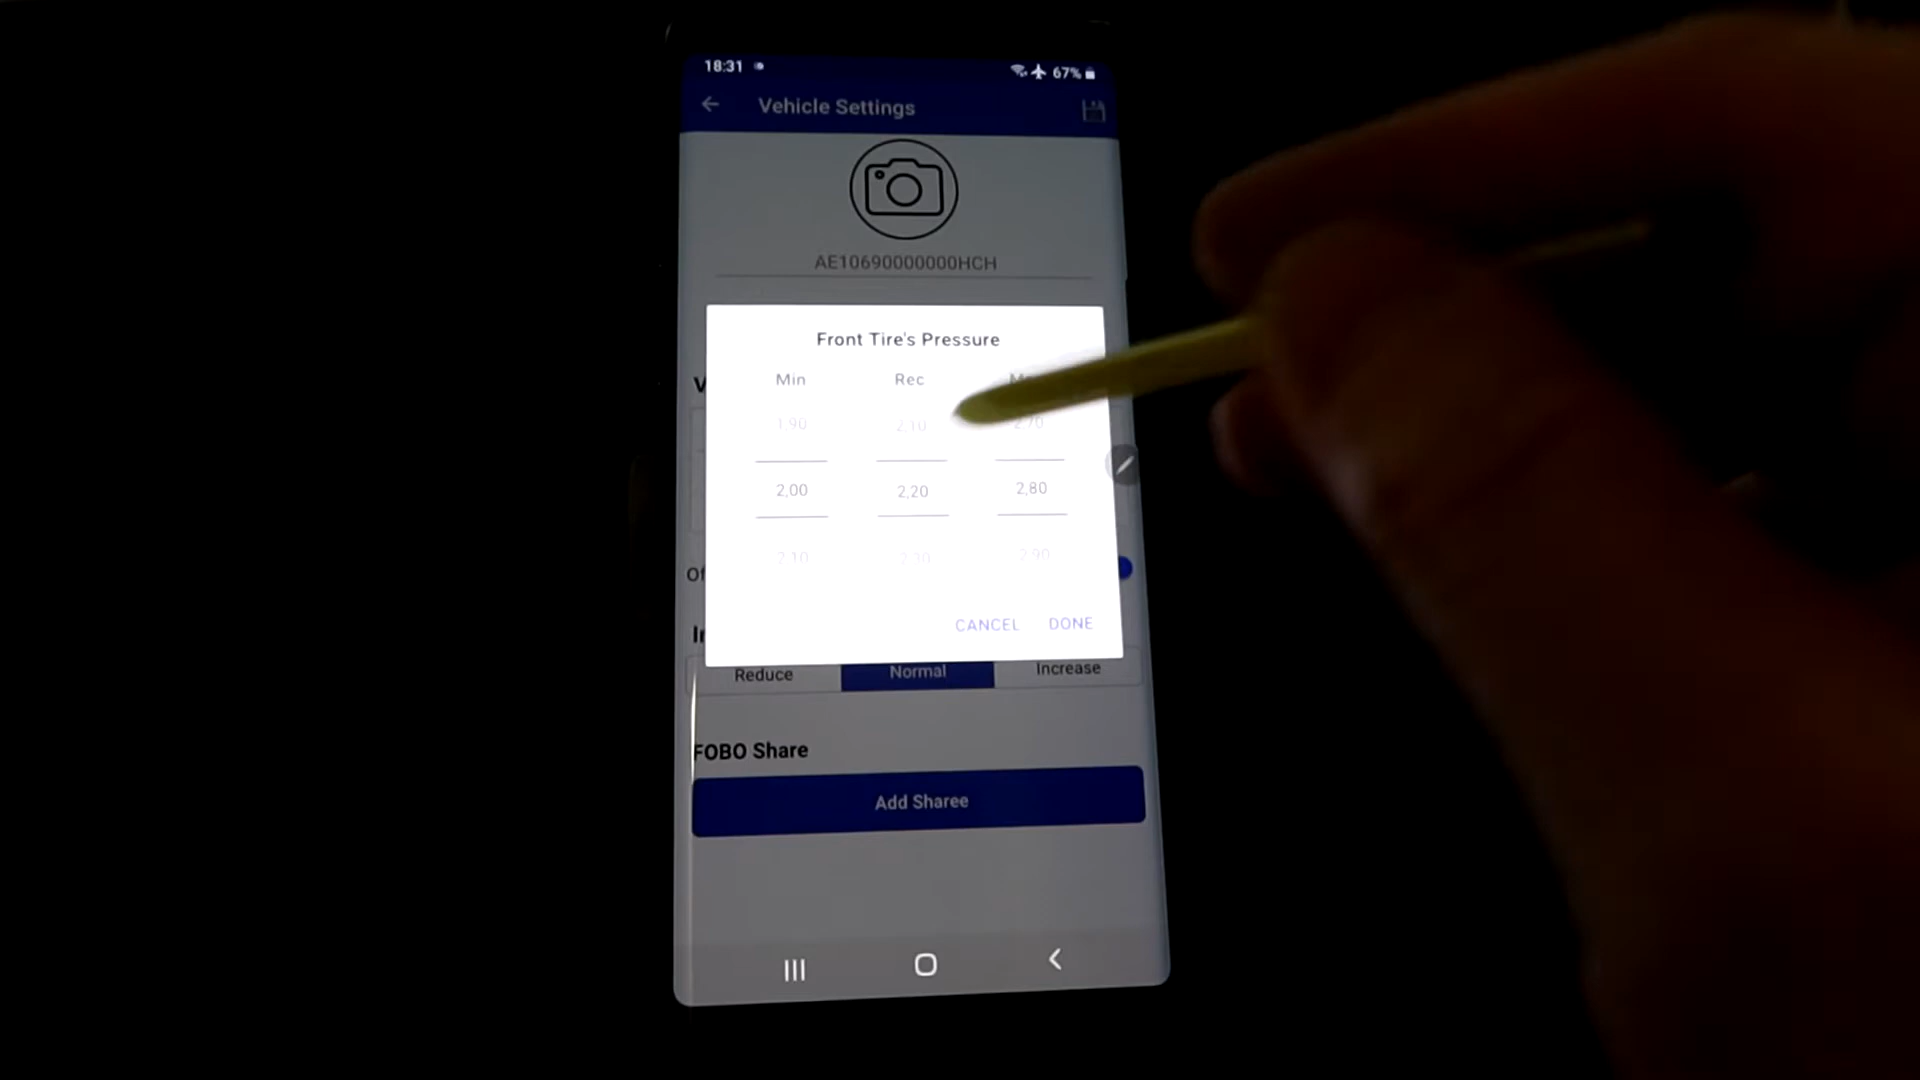 18:31 67%
Vehicle Settings
AE10690000000HCH
Front Tire's Pressure
Min Rec
1,90 2,10 2,70
2,00 2,20 2,80
2,10 2,30 2,90
CANCEL DONE
Reduce Normal Increase
FOBO Share
Add Sharee